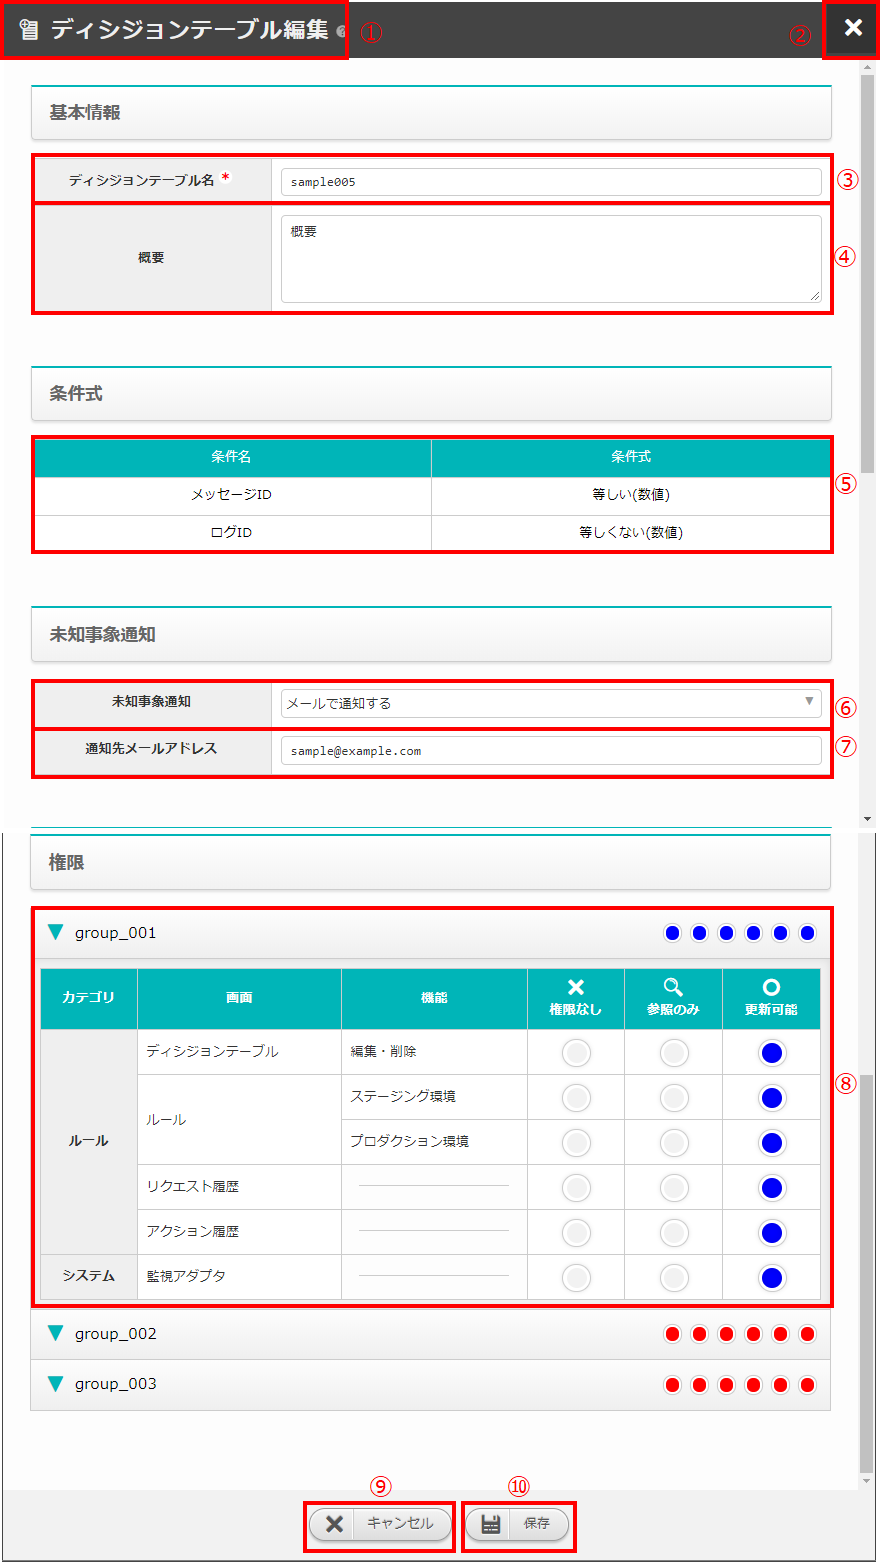 ディシジョンテーブル編集 ? ①
② ×
基本情報
ディシジョンテーブル名 * sample005 ③
概要 概要 ④
条件式
条件名 条件式
メッセージID 等しい(数値) ⑤
ログID 等しくない(数値)
未知事象通知
未知事象通知 メールで通知する ▼ ⑥
通知先メールアドレス sample@example.com ⑦
権限
▼ group_001
カテゴリ 画面 機能 権限なし 参照のみ 更新可能
ディシジョンテーブル 編集・削除
⑧
ルール ルール ステージング環境
プロダクション環境
リクエスト履歴
アクション履歴
システム 監視アダプタ
▼ group_002
▼ group_003
⑨ ⑩
キャンセル 保存